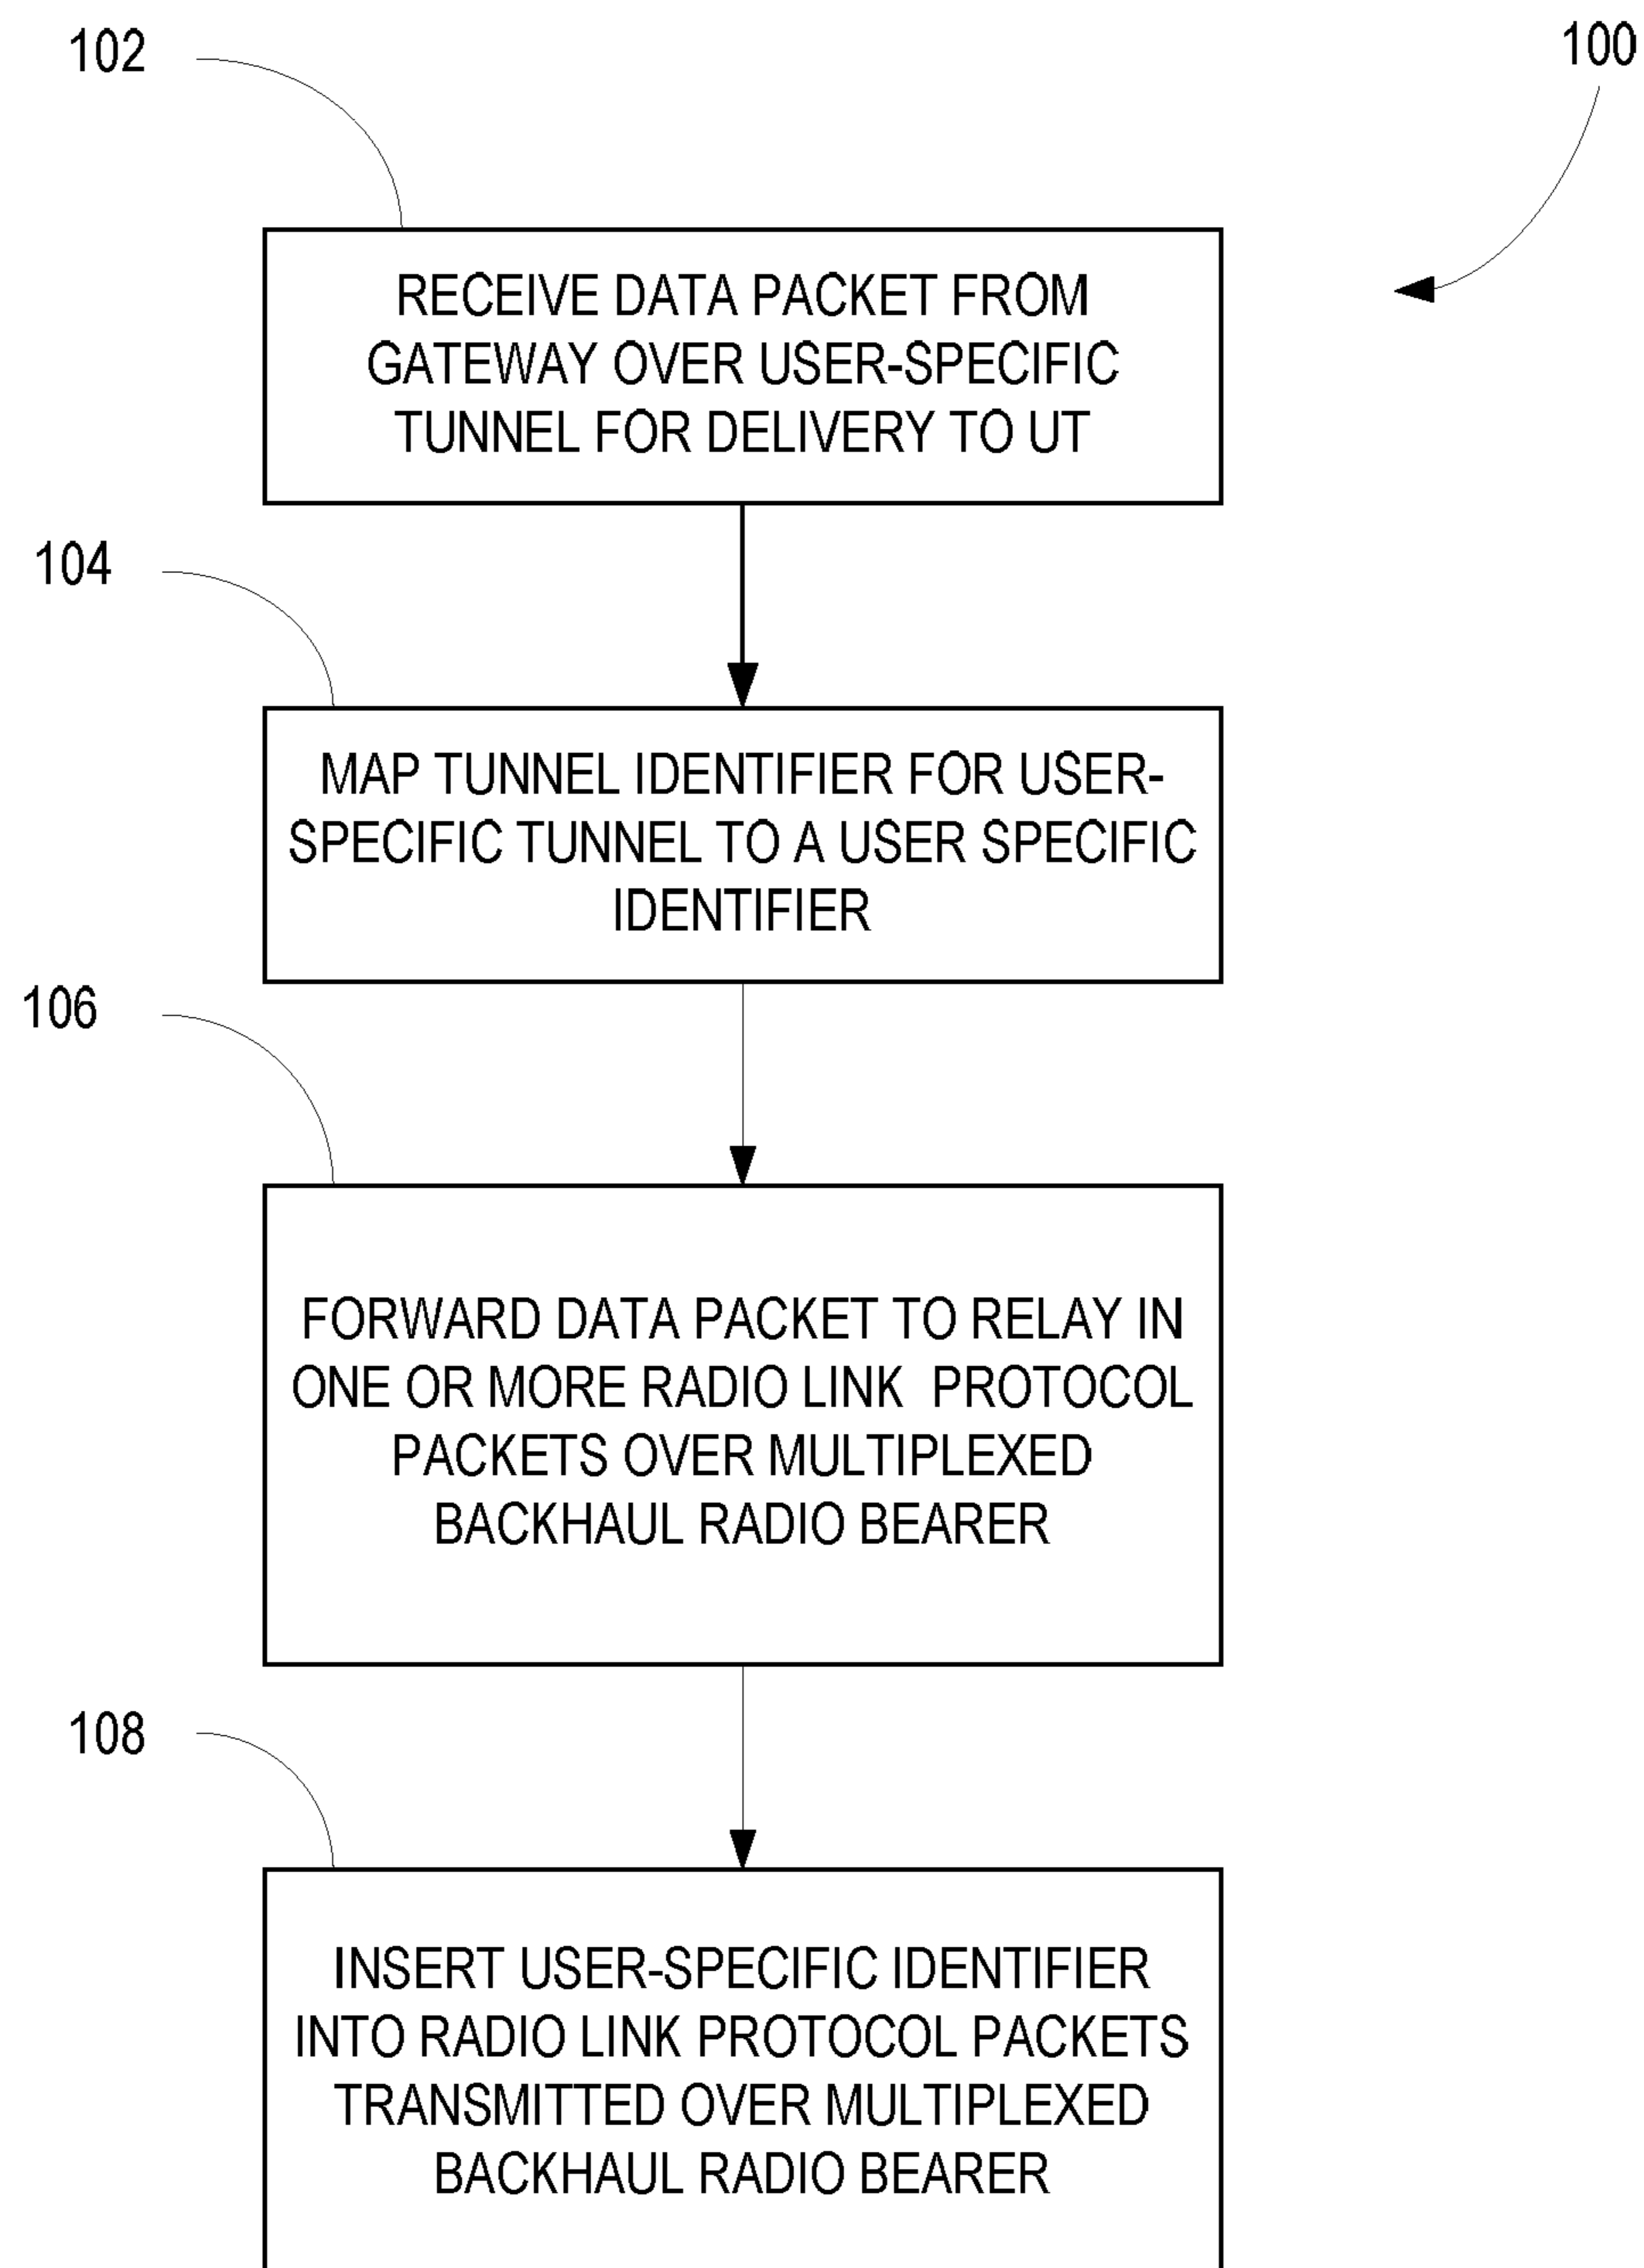 102
100
RECEIVE DATA PACKET FROM
GATEWAY OVER USER-SPECIFIC
TUNNEL FOR DELIVERY TO UT
104
MAP TUNNEL IDENTIFIER FOR USER-
SPECIFIC TUNNEL TO A USER SPECIFIC
IDENTIFIER
106
FORWARD DATA PACKET TO RELAY IN
ONE OR MORE RADIO LINK PROTOCOL
PACKETS OVER MULTIPLEXED
BACKHAUL RADIO BEARER
108
INSERT USER-SPECIFIC IDENTIFIER
INTO RADIO LINK PROTOCOL PACKETS
TRANSMITTED OVER MULTIPLEXED
BACKHAUL RADIO BEARER